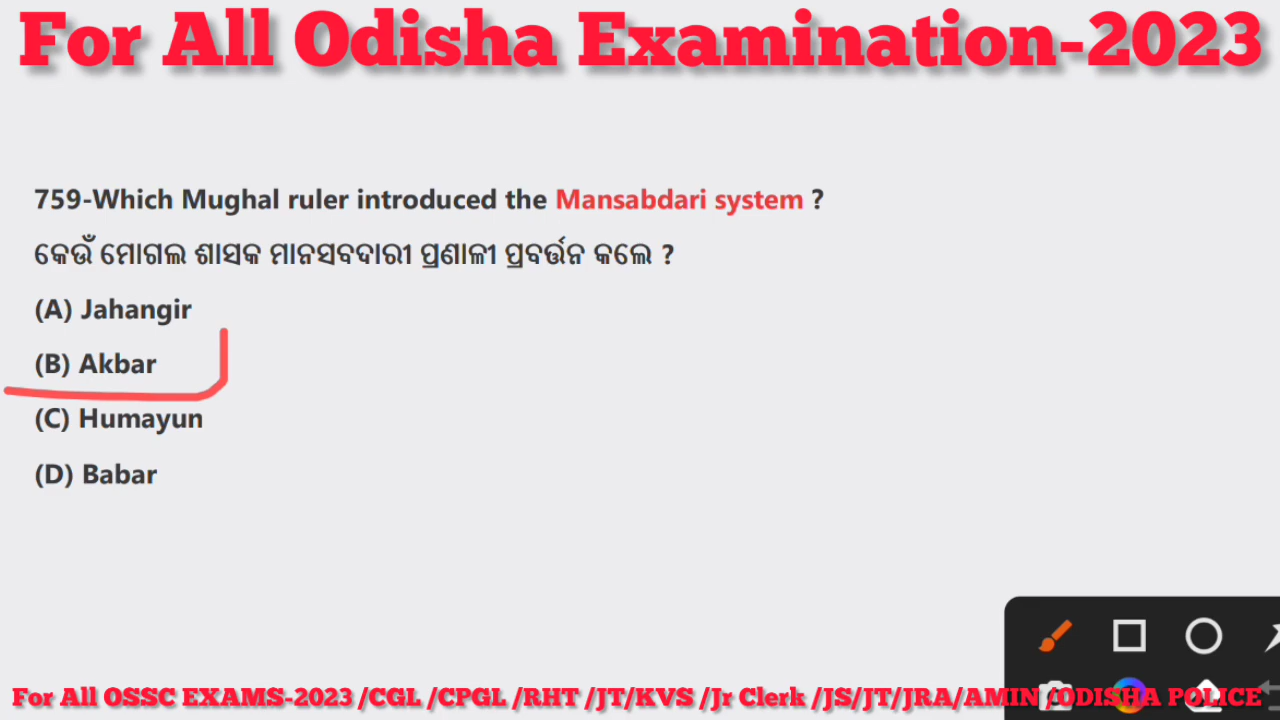 For All Odisha Examination-2023
759-Which Mughal ruler introduced the Mansabdari system ?
କେଉଁ ମୋଗଲ ଶାସକ ମାନସବଦାରୀ ପ୍ରଣାଳୀ ପ୍ରବର୍ତ୍ତନ କଲେ ?
(A) Jahangir
(B) Akbar
(C) Humayun
(D) Babar
For All OSSC EXAMS-2023 /CGL /CPGL /RHT /JT/KVS /Jr Clerk /JS/JT/JRA/AMIN /ODISHA POLICE